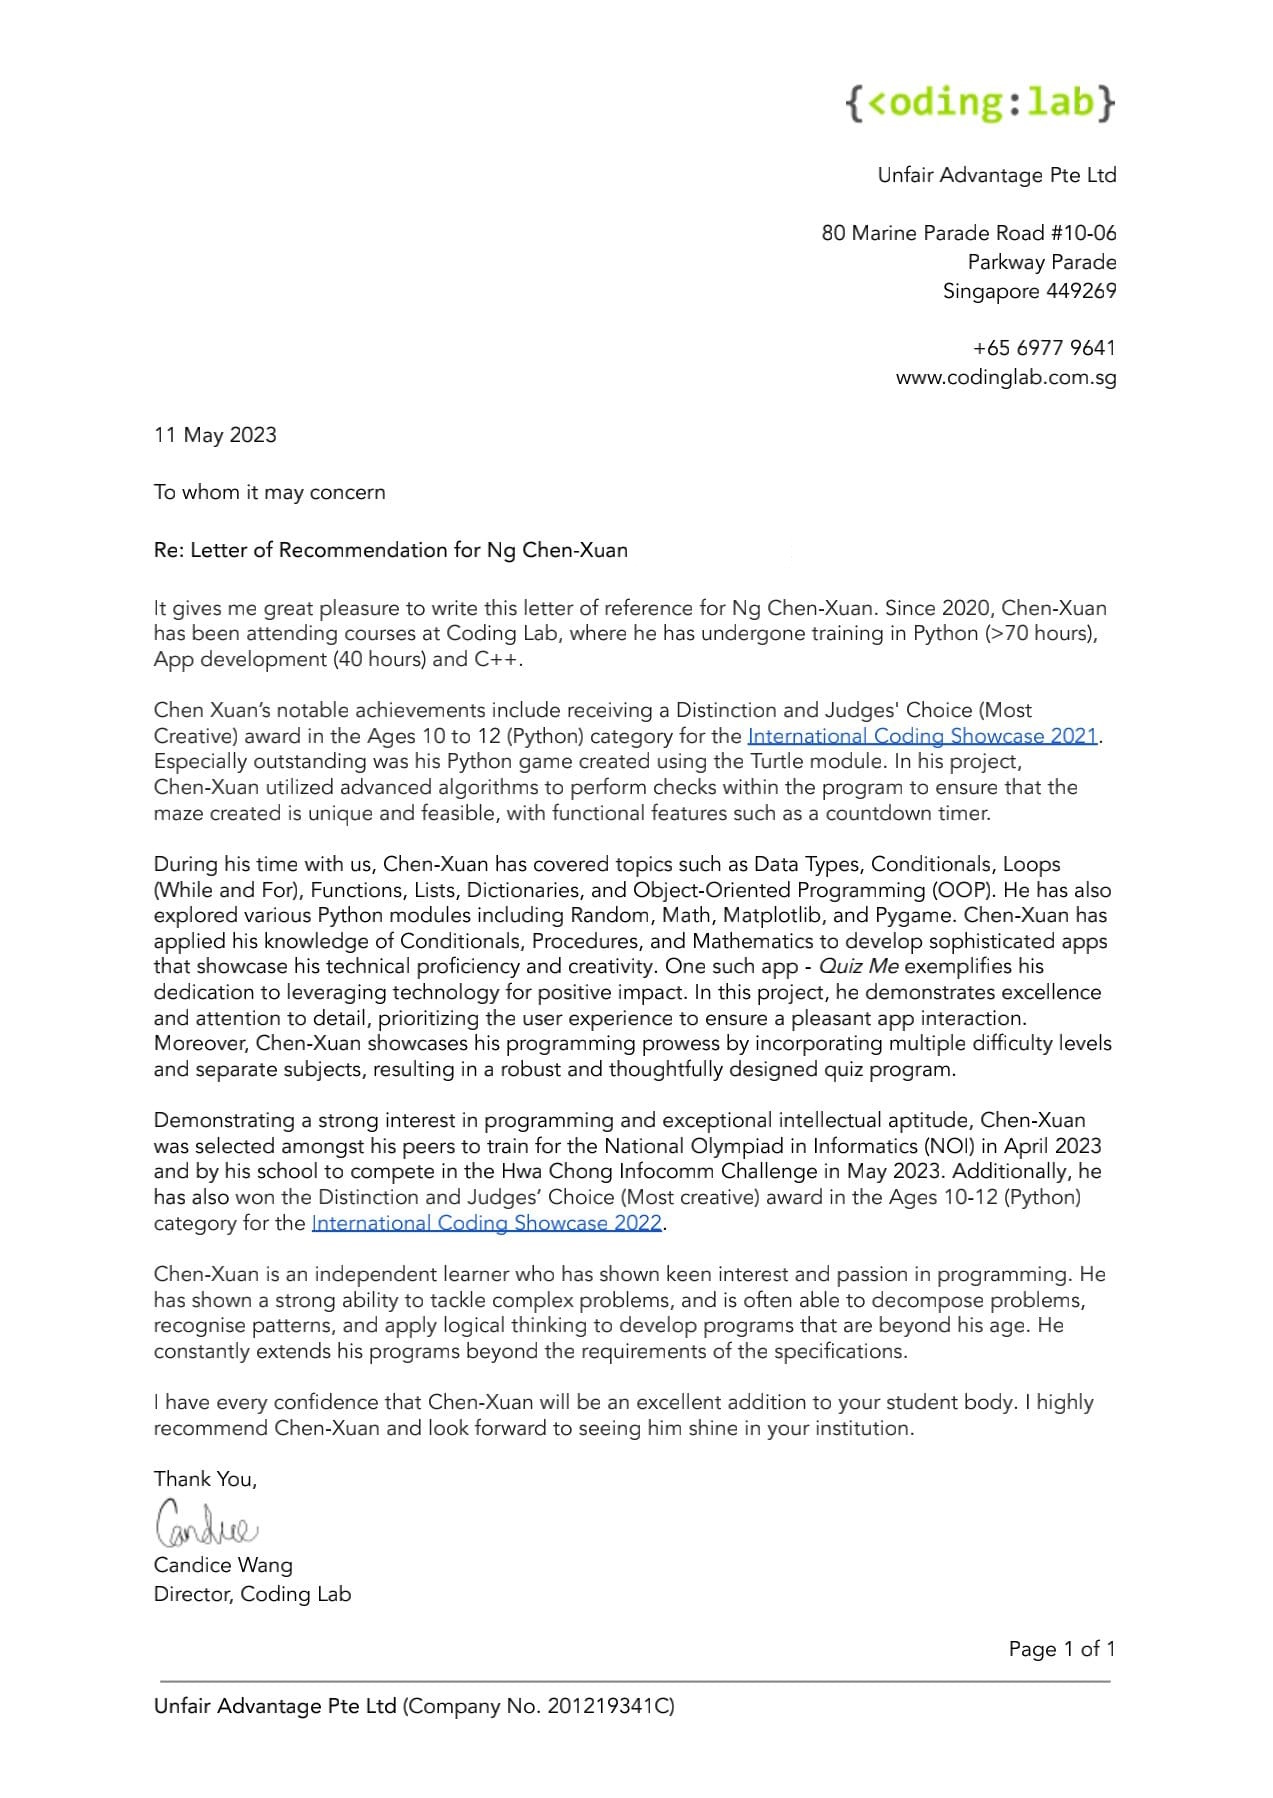 {<oding:lab}
Unfair Advantage Pte Ltd
80 Marine Parade Road #10-06
Parkway Parade
Singapore 449269
+65 6977 9641
www.codinglab.com.sg
11 May 2023
To whom it may concern
Re: Letter of Recommendation for Ng Chen-Xuan
It gives me great pleasure to write this letter of reference for Ng Chen-Xuan. Since 2020, Chen-Xuan
has been attending courses at Coding Lab, where he has undergone training in Python (>70 hours),
App development (40 hours) and C++.
Chen Xuan’s notable achievements include receiving a Distinction and Judges' Choice (Most
Creative) award in the Ages 10 to 12 (Python) category for the International Coding Showcase 2021.
Especially outstanding was his Python game created using the Turtle module. In his project,
Chen-Xuan utilized advanced algorithms to perform checks within the program to ensure that the
maze created is unique and feasible, with functional features such as a countdown timer.
During his time with us, Chen-Xuan has covered topics such as Data Types, Conditionals, Loops
(While and For), Functions, Lists, Dictionaries, and Object-Oriented Programming (OOP). He has also
explored various Python modules including Random, Math, Matplotlib, and Pygame. Chen-Xuan has
applied his knowledge of Conditionals, Procedures, and Mathematics to develop sophisticated apps
that showcase his technical proficiency and creativity. One such app - Quiz Me exemplifies his
dedication to leveraging technology for positive impact. In this project, he demonstrates excellence
and attention to detail, prioritizing the user experience to ensure a pleasant app interaction.
Moreover, Chen-Xuan showcases his programming prowess by incorporating multiple difficulty levels
and separate subjects, resulting in a robust and thoughtfully designed quiz program.
Demonstrating a strong interest in programming and exceptional intellectual aptitude, Chen-Xuan
was selected amongst his peers to train for the National Olympiad in Informatics (NOI) in April 2023
and by his school to compete in the Hwa Chong Infocomm Challenge in May 2023. Additionally, he
has also won the Distinction and Judges’ Choice (Most creative) award in the Ages 10-12 (Python)
category for the International Coding Showcase 2022.
Chen-Xuan is an independent learner who has shown keen interest and passion in programming. He
has shown a strong ability to tackle complex problems, and is often able to decompose problems,
recognise patterns, and apply logical thinking to develop programs that are beyond his age. He
constantly extends his programs beyond the requirements of the specifications.
I have every confidence that Chen-Xuan will be an excellent addition to your student body. I highly
recommend Chen-Xuan and look forward to seeing him shine in your institution.
Thank You,
Candice
Candice Wang
Director, Coding Lab
Page 1 of 1
Unfair Advantage Pte Ltd (Company No. 201219341C)